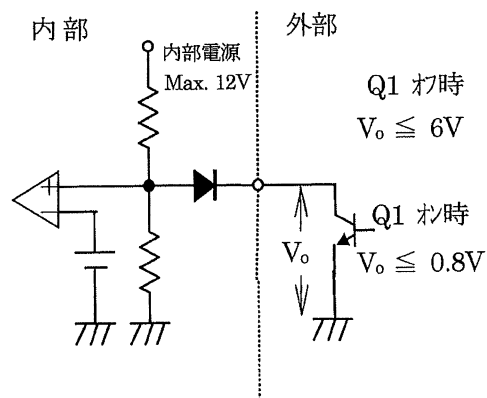 内部
外部
内部電源
Max. 12V
Q1 ｵﾌ時
Vo ≦ 6V
+
−
Q1 ｵﾝ時
Vo
Vo ≦ 0.8V